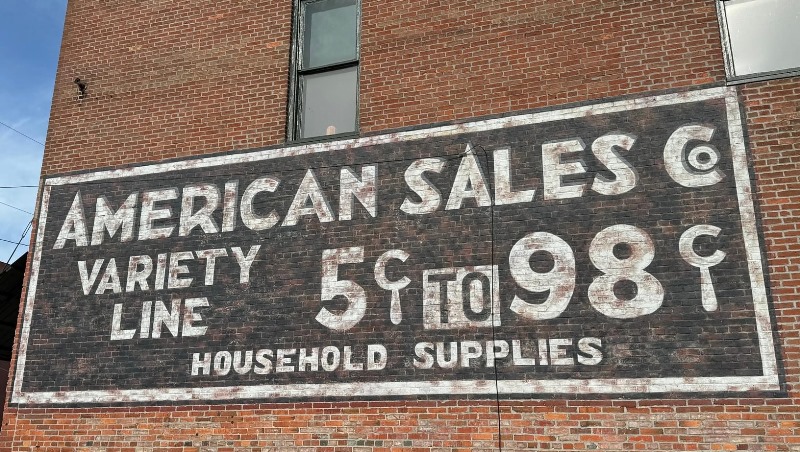 AMERICAN SALES Co
VARIETY
LINE
5¢ TO 98¢
HOUSEHOLD SUPPLIES